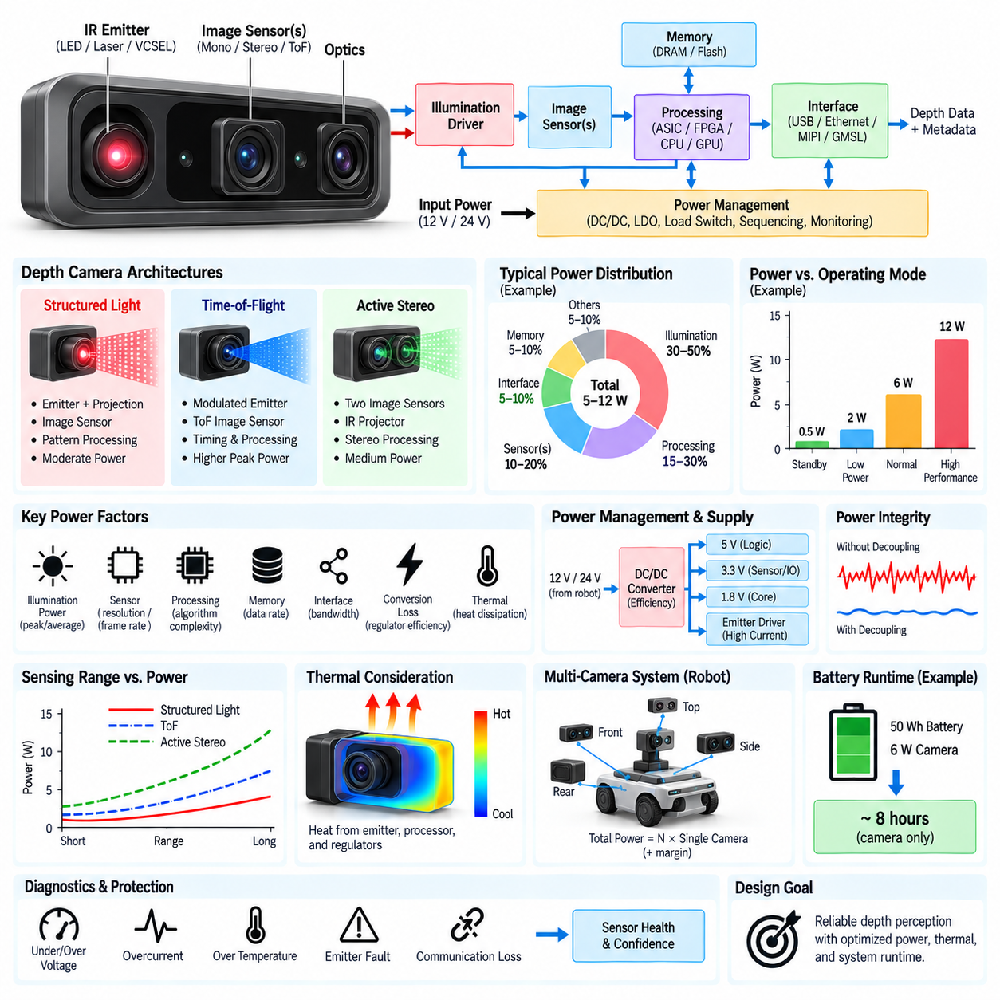 IR Emitter
(LED / Laser / VCSEL)
Image Sensor(s)
(Mono / Stereo / ToF)
Optics
Memory
(DRAM / Flash)
Illumination
Driver
Image
Sensor(s)
Processing
(ASIC / FPGA /
CPU / GPU)
Interface
(USB / Ethernet /
MIPI / GMSL)
Depth Data
+ Metadata
Input Power
(12 V / 24 V)
Power Management
(DC/DC, LDO, Load Switch, Sequencing, Monitoring)
Depth Camera Architectures
Structured Light
• Emitter + Projection
• Image Sensor
• Pattern Processing
• Moderate Power
Time-of-Flight
• Modulated Emitter
• ToF Image Sensor
• Timing & Processing
• Higher Peak Power
Active Stereo
• Two Image Sensors
• IR Projector
• Stereo Processing
• Medium Power
Typical Power Distribution
(Example)
Others
5–10%
Memory
5–10%
Illumination
30–50%
Interface
5–10%
Total
5–12 W
Sensor(s)
10–20%
Processing
15–30%
Power vs. Operating Mode
(Example)
Power (W)
15
10
5
0
0.5 W
2 W
6 W
12 W
Standby
Low
Power
Normal
High
Performance
Key Power Factors
Illumination
Power
(peak/average)
Sensor
(resolution /
frame rate)
Processing
(algorithm
complexity)
Memory
(data rate)
Interface
(bandwidth)
Conversion
Loss
(regulator efficiency)
Thermal
(heat dissipation)
Power Management & Supply
12 V / 24 V
(from robot)
DC/DC
Converter
(Efficiency)
5 V (Logic)
3.3 V (Sensor/IO)
1.8 V (Core)
Emitter Driver
(High Current)
Power Integrity
Without Decoupling
With Decoupling
Sensing Range vs. Power
Power (W)
15
10
5
0
Structured Light
ToF
Active Stereo
Short
Range
Long
Thermal Consideration
Hot
Cool
Heat from emitter, processor,
and regulators
Multi-Camera System (Robot)
Top
Front
Side
Rear
Total Power = N × Single Camera
(+ margin)
Battery Runtime (Example)
50 Wh Battery
6 W Camera
~ 8 hours
(camera only)
Diagnostics & Protection
Under/Over
Voltage
Overcurrent
Over Temperature
Emitter Fault
Communication Loss
Sensor Health
& Confidence
Design Goal
Reliable depth perception
with optimized power, thermal,
and system runtime.